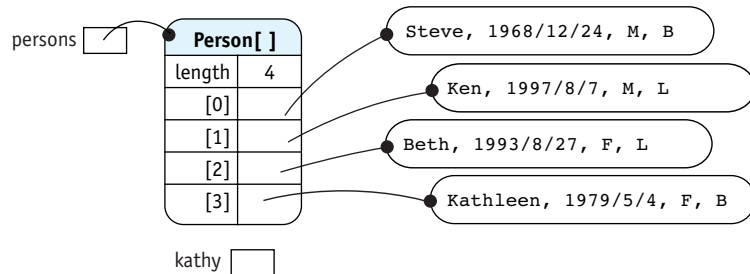 Steve, 1968/12/24, M, B
persons
Person[ ]
length 4
Ken, 1997/8/7, M, L
[0]
[1]
Beth, 1993/8/27, F, L
[2]
[3]
Kathleen, 1979/5/4, F, B
kathy